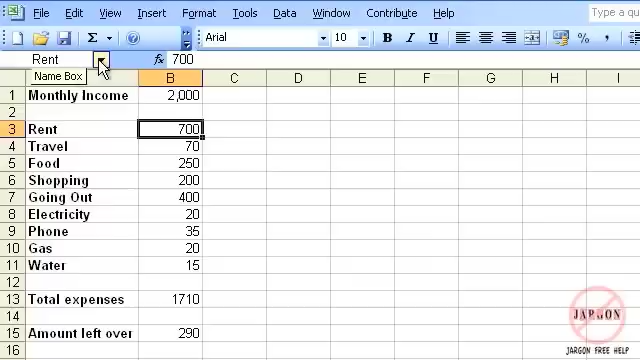 File Edit View Insert Format Tools Data Window Contribute Help Type a qu
Σ Arial 10 B I U %
Rent fx 700
Name Box
A B C D E F G H I
1 Monthly Income 2,000
2
3 Rent 700
4 Travel 70
5 Food 250
6 Shopping 200
7 Going Out 400
8 Electricity 20
9 Phone 35
10 Gas 20
11 Water 15
12
13 Total expenses 1710
14
15 Amount left over 290
16
JARGON
JARGON FREE HELP